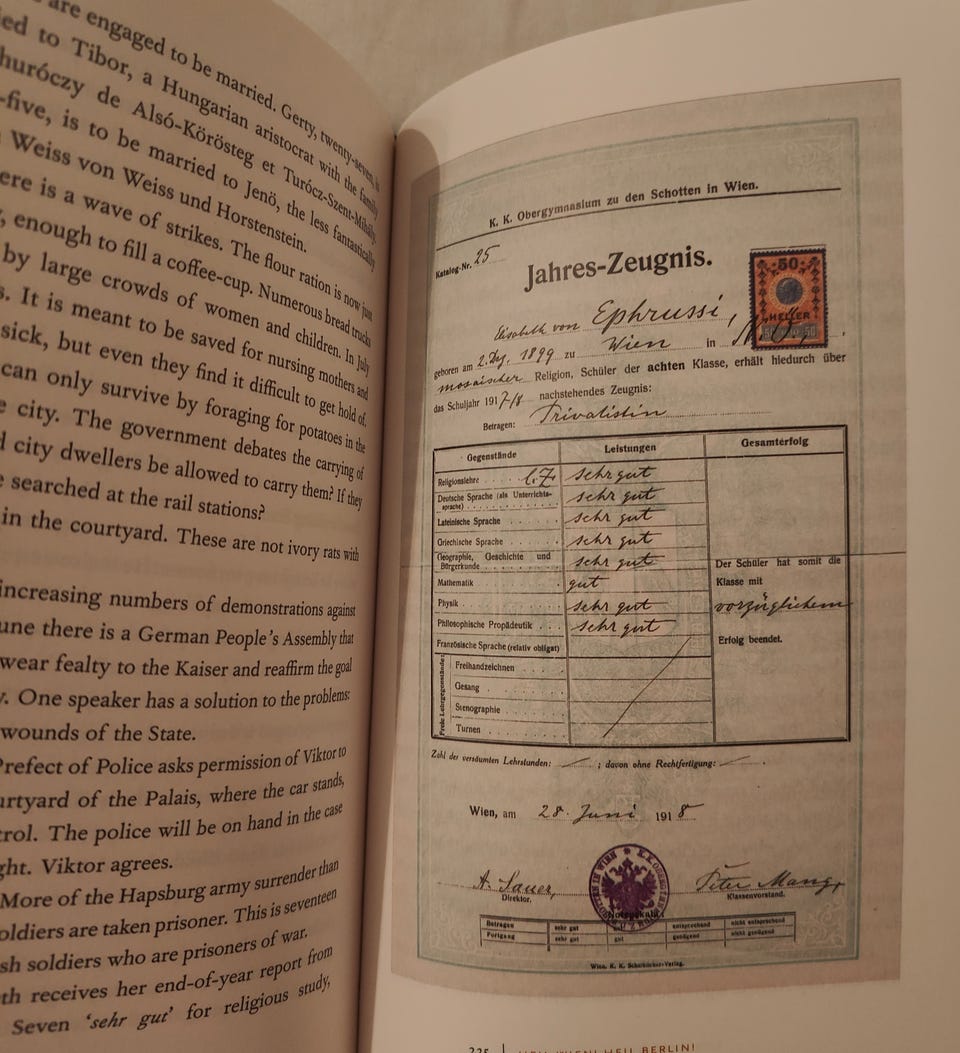 are engaged to be married. Gerty, twenty-seven, is
ed to Tibor, a Hungarian aristocrat with the family
huróczy de Alsó-Körösteg et Turócz-Szent-Mihály.
-five, is to be married to Jenö, the less fantastically
Weiss von Weiss und Horstenstein.
ere is a wave of strikes. The flour ration is now just
, enough to fill a coffee-cup. Numerous bread trucks
by large crowds of women and children. In July
s. It is meant to be saved for nursing mothers and
sick, but even they find it difficult to get hold of.
can only survive by foraging for potatoes in the
e city. The government debates the carrying of
d city dwellers be allowed to carry them? If they
e searched at the rail stations?
in the courtyard. These are not ivory rats with
increasing numbers of demonstrations against
une there is a German People's Assembly that
wear fealty to the Kaiser and reaffirm the goal
y. One speaker has a solution to the problems:
wounds of the State.
Prefect of Police asks permission of Viktor to
urtyard of the Palais, where the car stands,
trol. The police will be on hand in the case
ght. Viktor agrees.
More of the Hapsburg army surrender than
oldiers are taken prisoner. This is seventeen
sh soldiers who are prisoners of war.
th receives her end-of-year report from
Seven 'sehr gut' for religious study,
K. K. Obergymnasium zu den Schotten in Wien.
Katalog-Nr. 25
Jahres-Zeugnis.
50
HELLER
Elisabeth von Ephrussi,
geboren am 2. Dez. 1899 zu Wien in
mosaischer Religion, Schüler der achten Klasse, erhält hiedurch über
das Schuljahr 1917/18 nachstehendes Zeugnis:
Betragen: Privatistin
Gegenstände Leistungen Gesamterfolg
Religionslehre sehr gut
Deutsche Sprache (als Unterrichts-
sprache) sehr gut
Lateinische Sprache sehr gut
Griechische Sprache sehr gut
Geographie, Geschichte und
Bürgerkunde sehr gut
Mathematik gut
Physik sehr gut
Philosophische Propädeutik sehr gut
Französische Sprache (relativ obligat)
Freie Lehrgegenstände:
Freihandzeichnen
Gesang
Stenographie
Turnen
Der Schüler hat somit die
Klasse mit
vorzüglichem
Erfolg beendet.
Zahl der versäumten Lehrstunden: ; davon ohne Rechtfertigung: .
Wien, am 28. Juni 1918
A. Sauer, Peter Mang,
Direktor. Klassenvorstand.
Notenskala:
Betragen sehr gut gut entsprechend minder entsprechend nicht entsprechend
Fortgang sehr gut gut genügend nicht genügend
Wien. K. K. Schulbücher-Verlag.
225 | HEIL BERLIN!